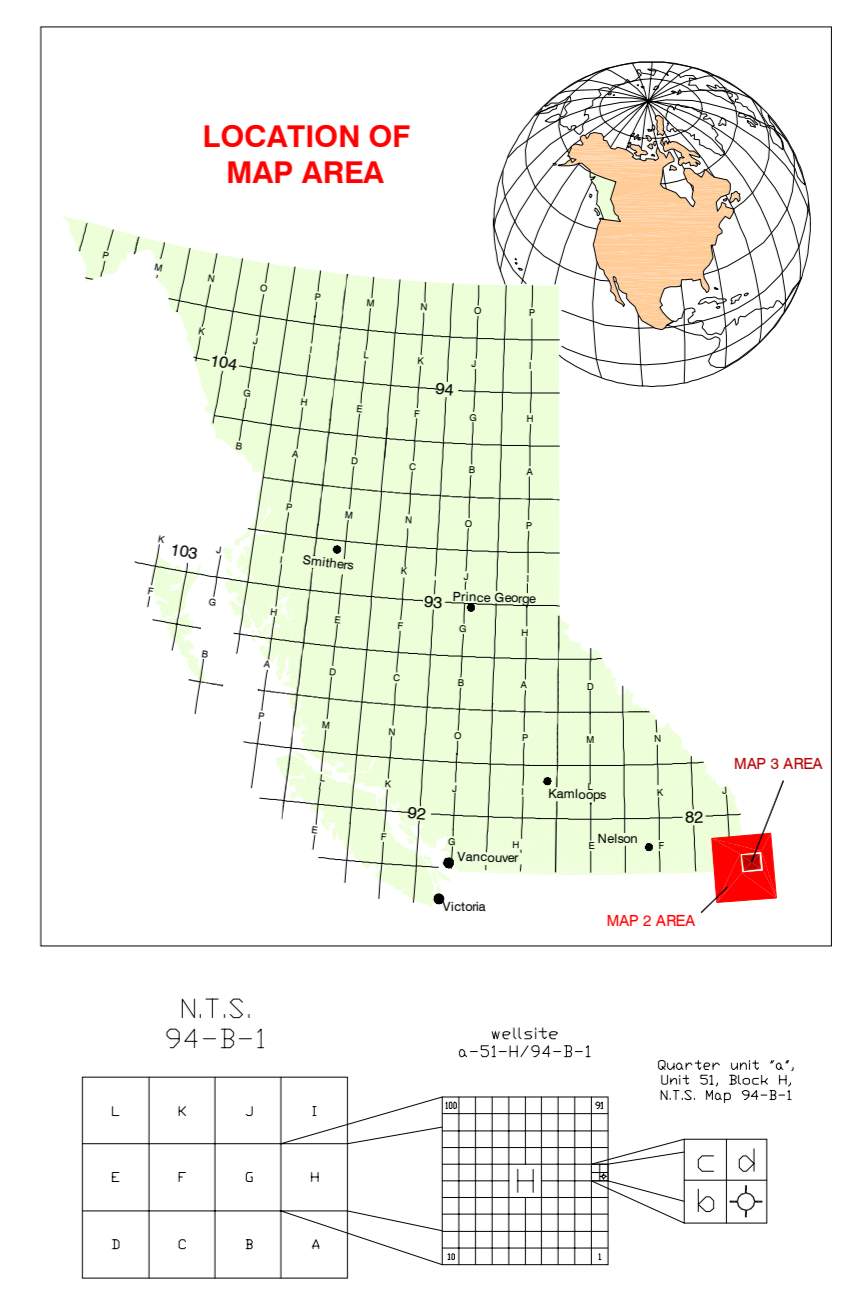 LOCATION OF
MAP AREA
P M N O P M N O P
K J I L K J I
104
94
G H E F G H
B A D C B A
P M N O P
K
103
J
Smithers
I K J I
F G
93
Prince George
H E F G H
B A D C B A D
P M N O P M N
MAP 3 AREA
L K J I L K J
Kamloops
92
82
E F G H E F
Nelson
Vancouver
Victoria
MAP 2 AREA
N.T.S.
94-B-1
wellsite
a-51-H/94-B-1
Quarter unit "a",
Unit 51, Block H,
N.T.S. Map 94-B-1
L K J I
E F G H
D C B A
100 91
H
10 1
c d
b